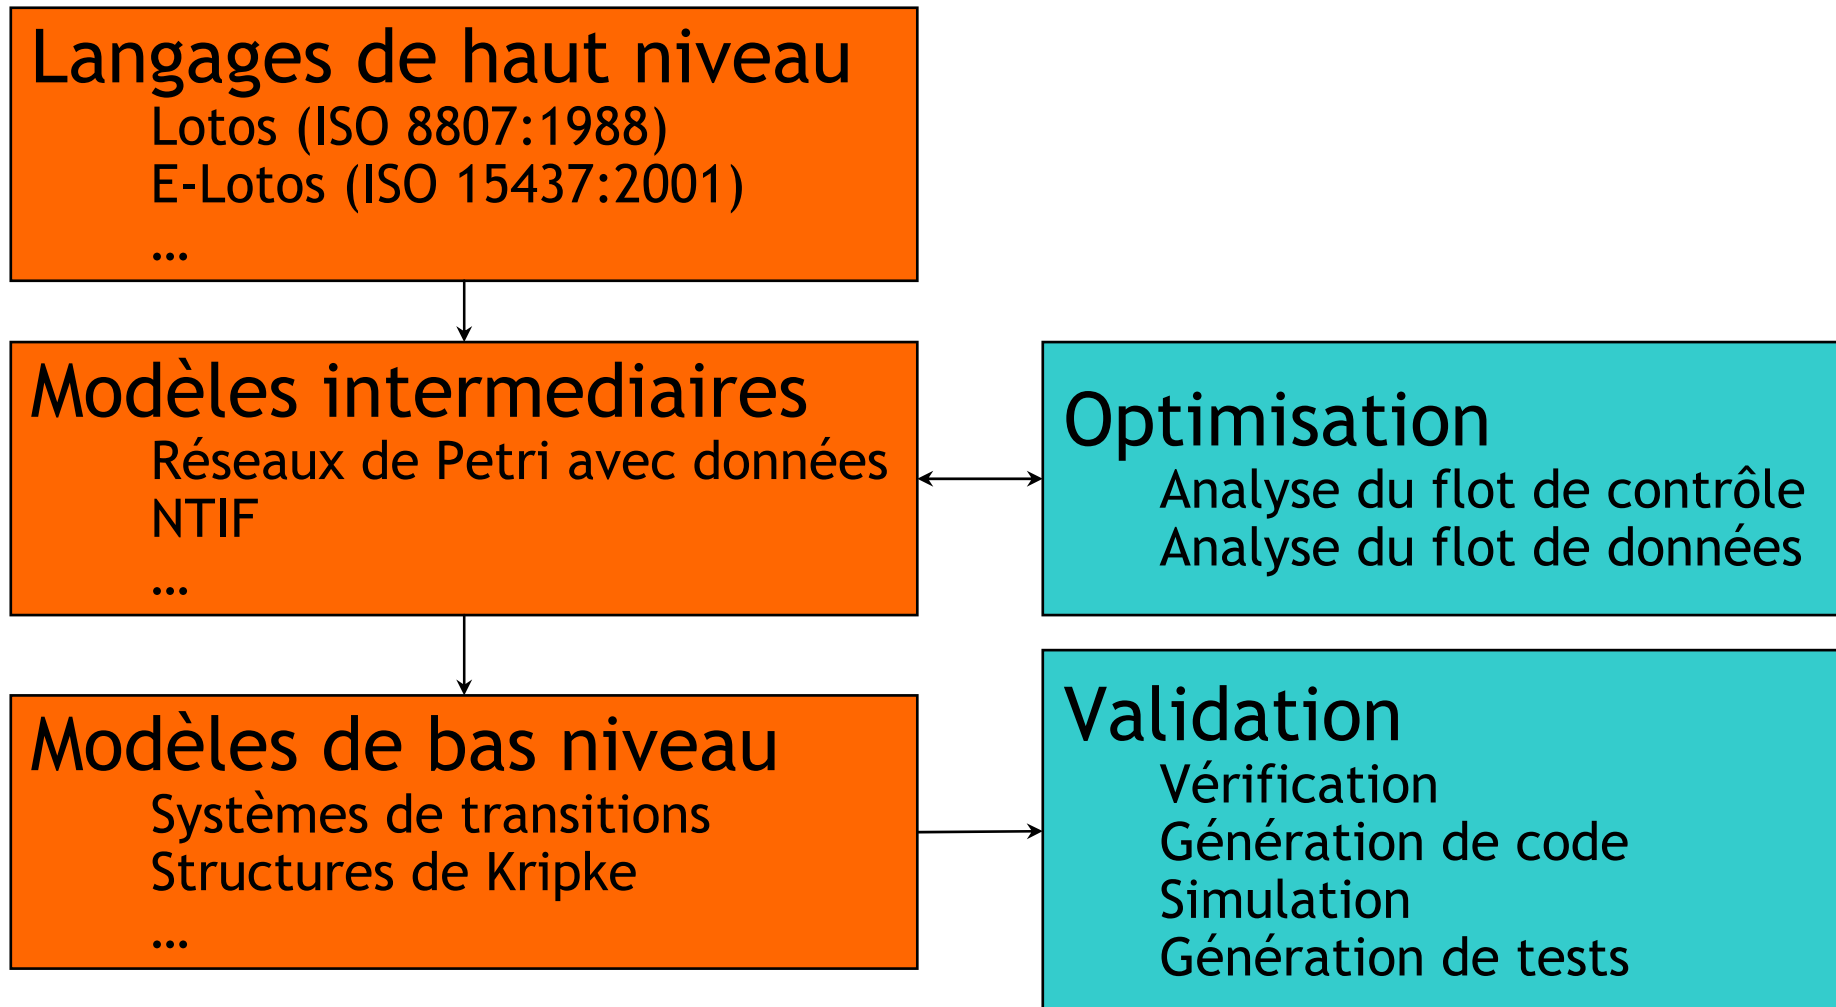 Langages de haut niveau
Lotos (ISO 8807:1988)
E-Lotos (ISO 15437:2001)
…
Modèles intermediaires
Réseaux de Petri avec données
NTIF
…
Optimisation
Analyse du flot de contrôle
Analyse du flot de données
Modèles de bas niveau
Systèmes de transitions
Structures de Kripke
…
Validation
Vérification
Génération de code
Simulation
Génération de tests